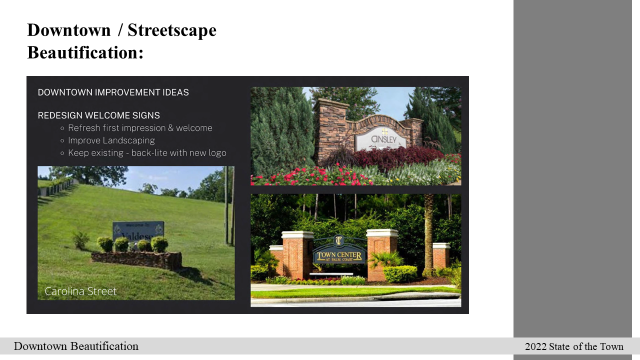 Downtown / Streetscape
Beautification:
DOWNTOWN IMPROVEMENT IDEAS
REDESIGN WELCOME SIGNS
Refresh first impression & welcome
Improve Landscaping
Keep existing - back-lite with new logo
Carolina Street
TOWN CENTER
Downtown Beautification
2022 State of the Town